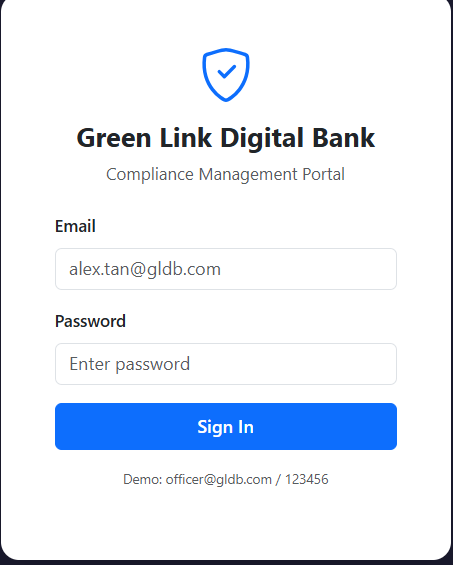 Green Link Digital Bank
Compliance Management Portal
Email
alex.tan@gldb.com
Password
Enter password
Sign In
Demo: officer@gldb.com / 123456